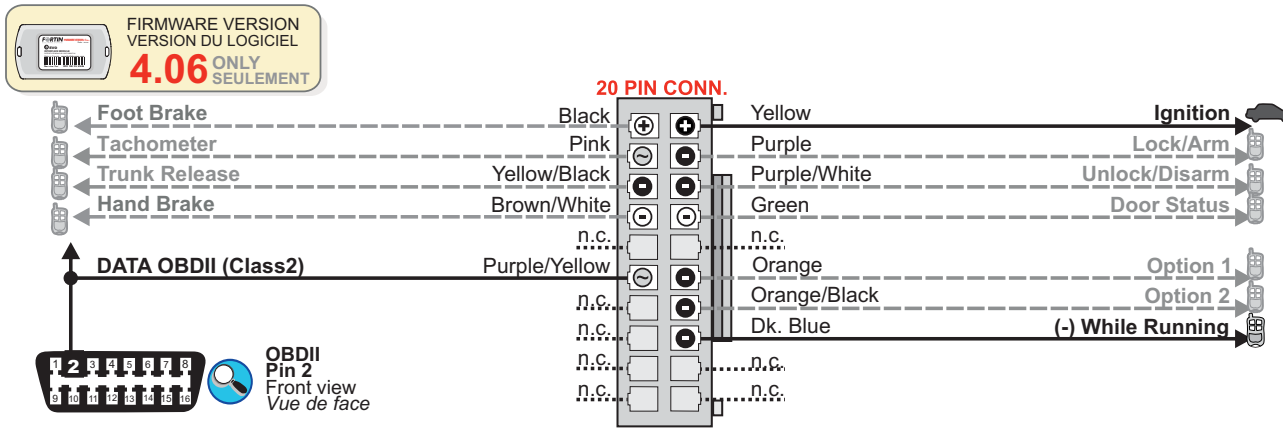 FIRMWARE VERSION
VERSION DU LOGICIEL
4.06 ONLY
SEULEMENT
FORTIN
20 PIN CONN.
Foot Brake Black Yellow Ignition
Tachometer Pink Purple Lock/Arm
Trunk Release Yellow/Black Purple/White Unlock/Disarm
Hand Brake Brown/White Green Door Status
n.c. n.c.
DATA OBDII (Class2) Purple/Yellow Orange Option 1
n.c. Orange/Black Option 2
n.c. Dk. Blue (-) While Running
n.c. n.c.
n.c. n.c.
1 2 3 4 5 6 7 8
9 10 11 12 13 14 15 16
OBDII
Pin 2
Front view
Vue de face